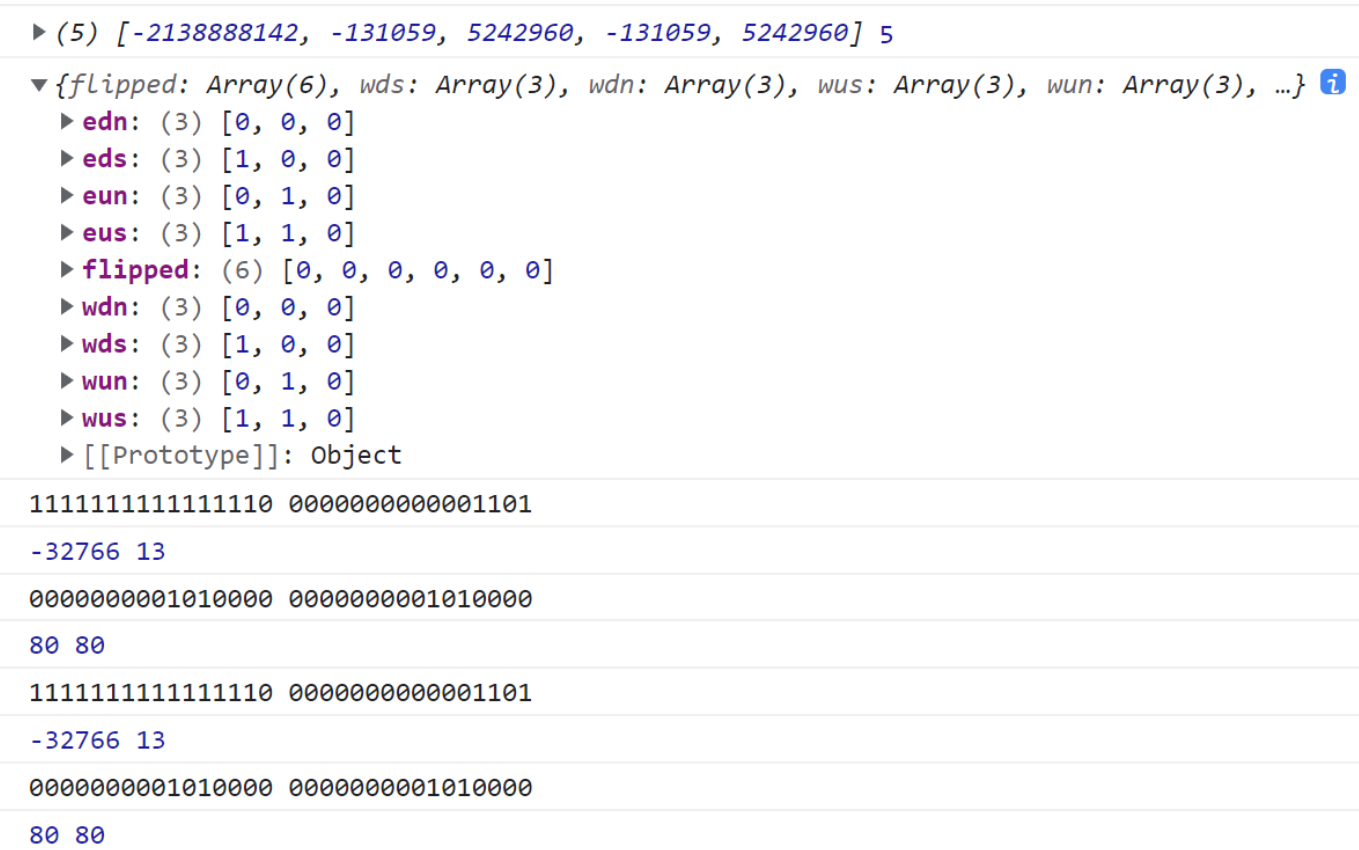 ▶(5) [-2138888142, -131059, 5242960, -131059, 5242960] 5
▼{flipped: Array(6), wds: Array(3), wdn: Array(3), wus: Array(3), wun: Array(3), …} i
▶edn: (3) [0, 0, 0]
▶eds: (3) [1, 0, 0]
▶eun: (3) [0, 1, 0]
▶eus: (3) [1, 1, 0]
▶flipped: (6) [0, 0, 0, 0, 0, 0]
▶wdn: (3) [0, 0, 0]
▶wds: (3) [1, 0, 0]
▶wun: (3) [0, 1, 0]
▶wus: (3) [1, 1, 0]
▶[[Prototype]]: Object
1111111111111110 0000000000001101
-32766 13
0000000001010000 0000000001010000
80 80
1111111111111110 0000000000001101
-32766 13
0000000001010000 0000000001010000
80 80